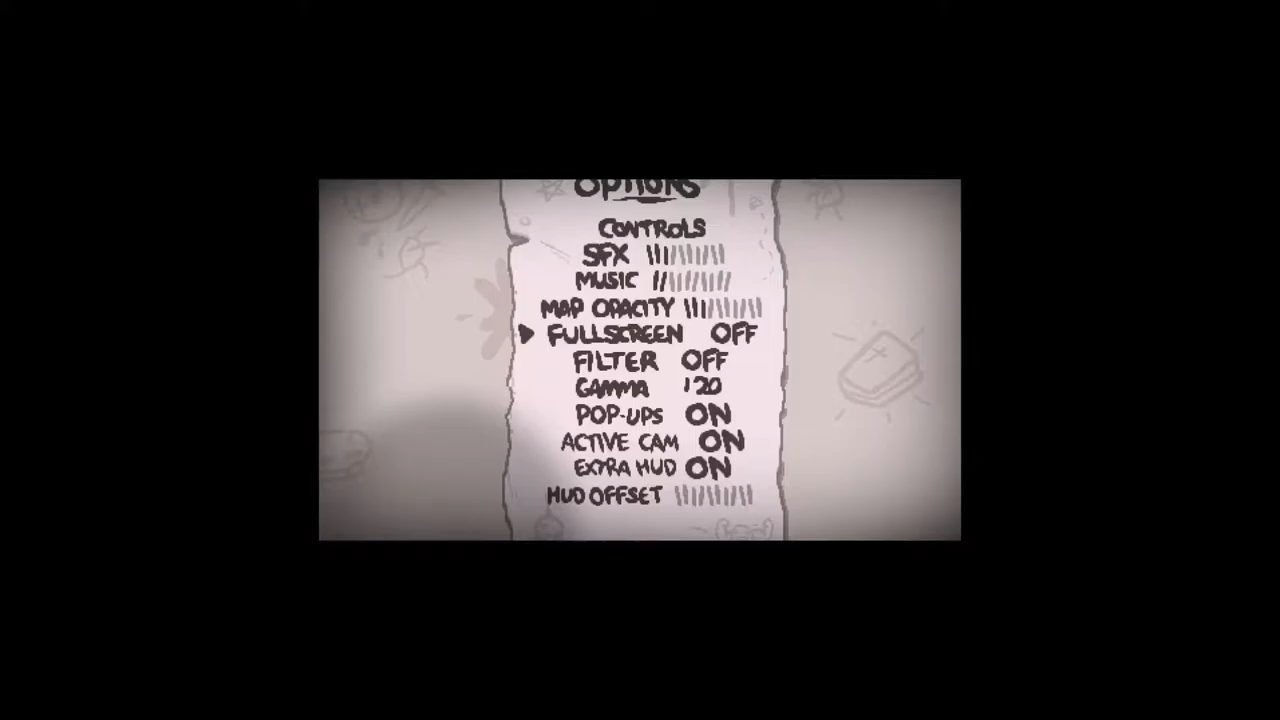 Options
CONTROLS
SFX
MUSIC
MAP OPACITY
FULLSCREEN OFF
FILTER OFF
GAMMA 120
POP-UPS ON
ACTIVE CAM ON
EXTRA HUD ON
HUD OFFSET